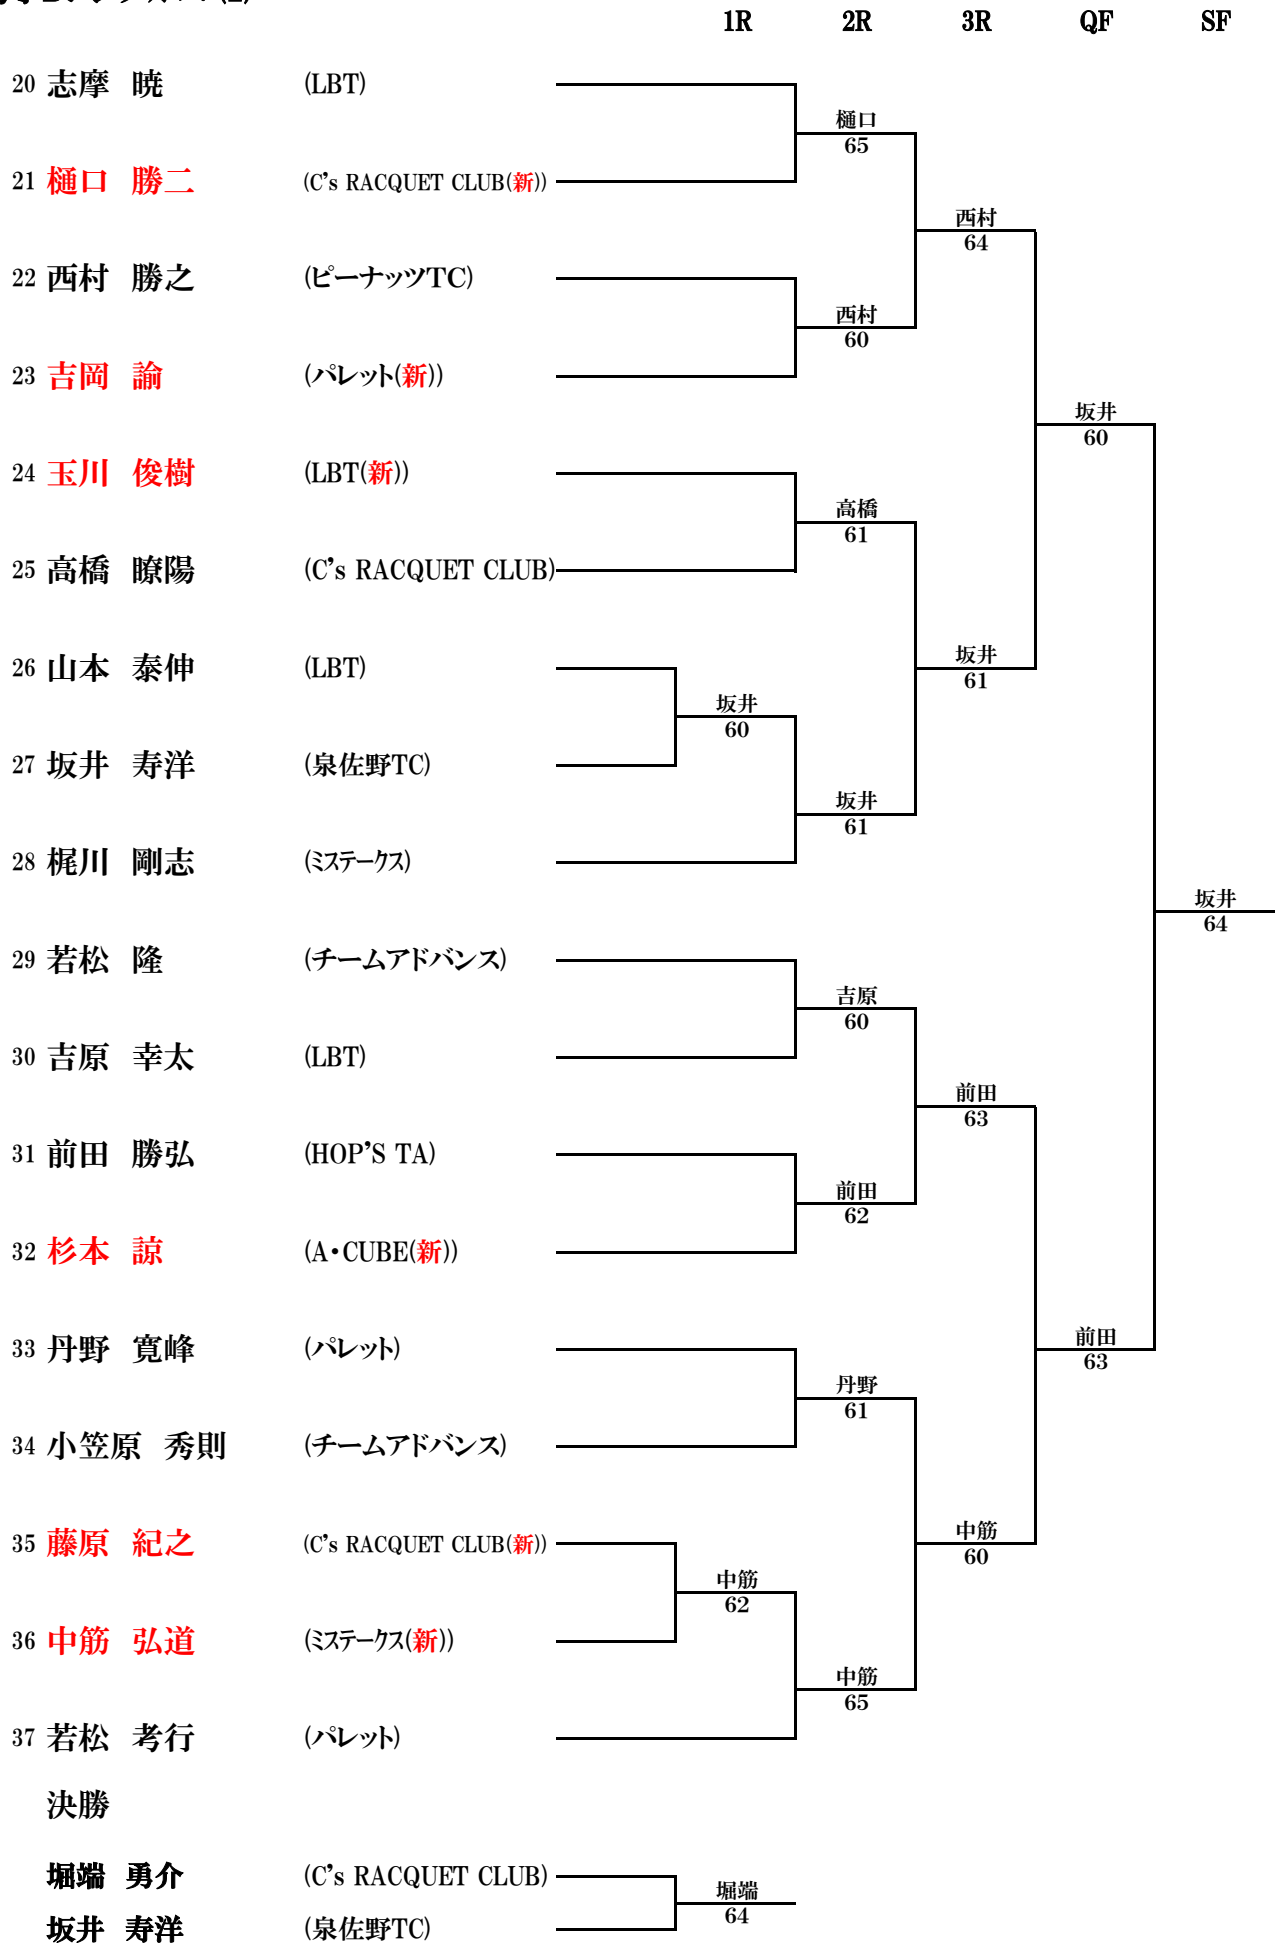 1R 2R 3R QF SF
20 志摩 暁 (LBT)
樋口
65
21 樋口 勝二 (C's RACQUET CLUB(新))
西村
64
22 西村 勝之 (ピーナッツTC)
西村
60
23 吉岡 諭 (パレット(新))
坂井
60
24 玉川 俊樹 (LBT(新))
高橋
61
25 高橋 瞭陽 (C's RACQUET CLUB)
26 山本 泰伸 (LBT)
坂井
61
坂井
60
27 坂井 寿洋 (泉佐野TC)
坂井
61
28 梶川 剛志 (ミステークス)
坂井
64
29 若松 隆 (チームアドバンス)
吉原
60
30 吉原 幸太 (LBT)
前田
63
31 前田 勝弘 (HOP'S TA)
前田
62
32 杉本 諒 (A・CUBE(新))
33 丹野 寛峰 (パレット)
前田
63
丹野
61
34 小笠原 秀則 (チームアドバンス)
35 藤原 紀之 (C's RACQUET CLUB(新))
中筋
60
中筋
62
36 中筋 弘道 (ミステークス(新))
中筋
65
37 若松 考行 (パレット)
決勝
堀端 勇介 (C's RACQUET CLUB)
堀端
64
坂井 寿洋 (泉佐野TC)